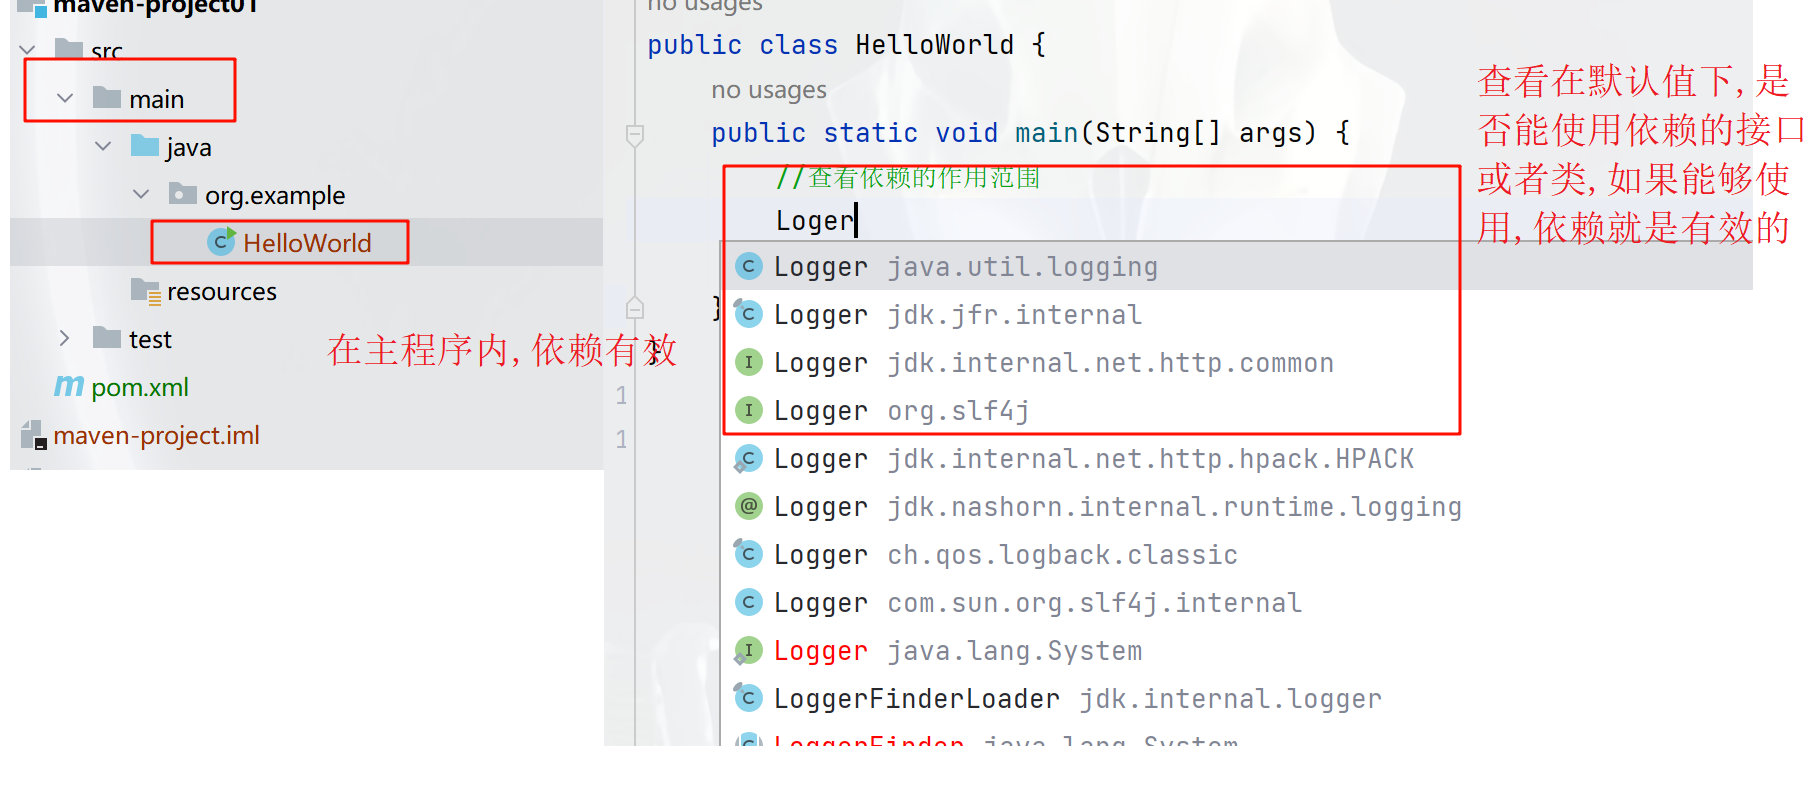 maven-project01
src
main
java
org.example
HelloWorld
resources
test
pom.xml
maven-project.iml
在主程序内,依赖有效
no usages
public class HelloWorld {
no usages
public static void main(String[] args) {
//查看依赖的作用范围
Loger
Logger java.util.logging
Logger jdk.jfr.internal
}
Logger jdk.internal.net.http.common
}
Logger org.slf4j
1
1
Logger jdk.internal.net.http.hpack.HPACK
Logger jdk.nashorn.internal.runtime.logging
Logger ch.qos.logback.classic
Logger com.sun.org.slf4j.internal
Logger java.lang.System
LoggerFinderLoader jdk.internal.logger
LoggerFinder java.lang.System
查看在默认值下,是
否能使用依赖的接口
或者类,如果能够使
用,依赖就是有效的